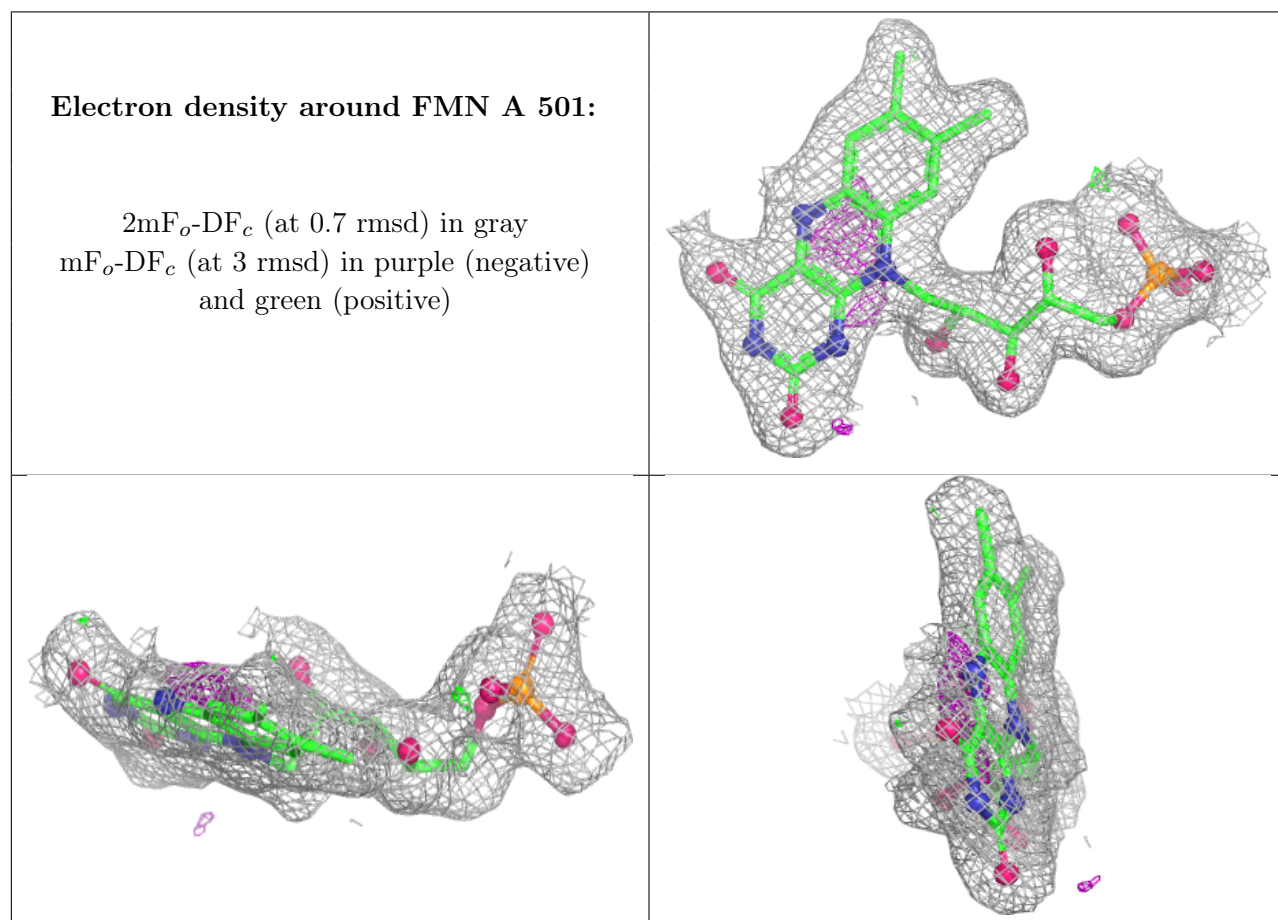 Electron density around FMN A 501:
2mFo-DFc (at 0.7 rmsd) in gray
mFo-DFc (at 3 rmsd) in purple (negative)
and green (positive)